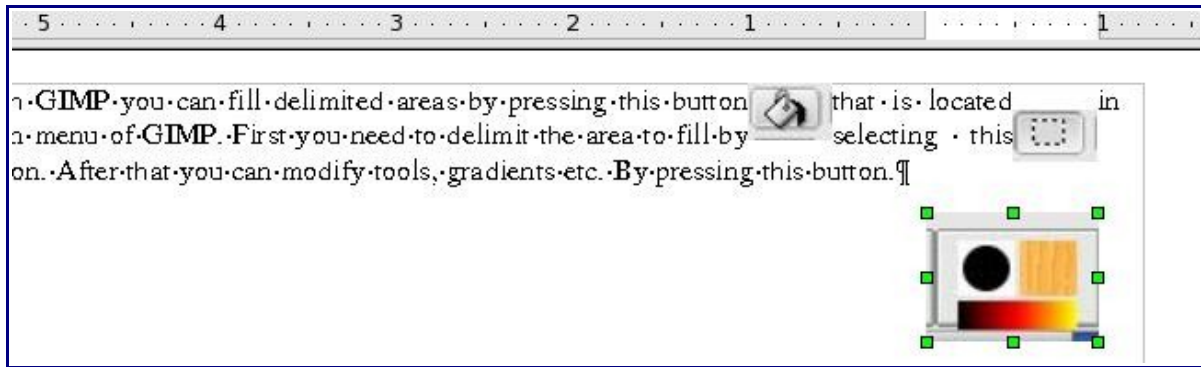 5 4 3 2 1 1
n·GIMP·you·can·fill·delimited·areas·by·pressing·this·button that·is·located in
n·menu·of·GIMP.·First·you·need·to·delimit·the·area·to·fill·by selecting · this
on.·After·that·you·can·modify·tools,·gradients·etc.·By·pressing·this·button.¶